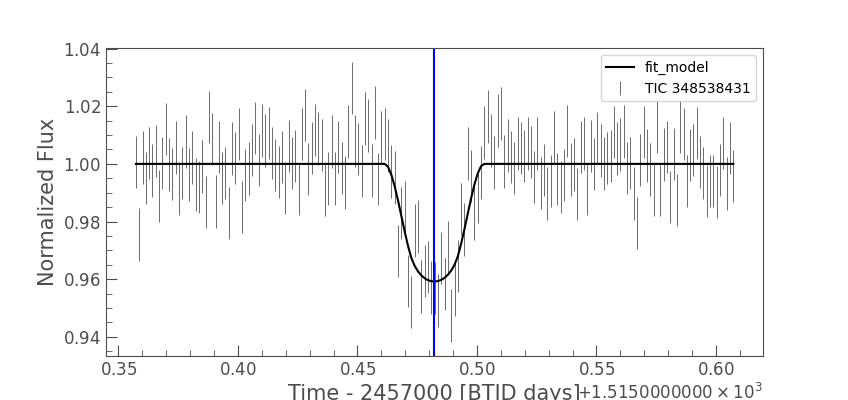 1.04
1.02
1.00
0.98
0.96
0.94
Normalized Flux
fit_model
TIC 348538431
0.35 0.40 0.45 0.50 0.55 0.60
Time - 2457000 [BTJD days]
+1.5150000000 × 10³